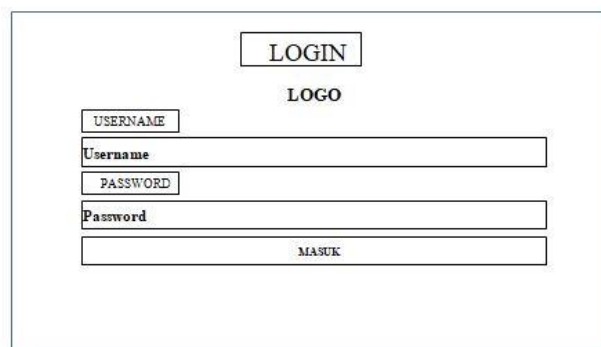 LOGIN
LOGO
USERNAME
Username
PASSWORD
Password
MASUK